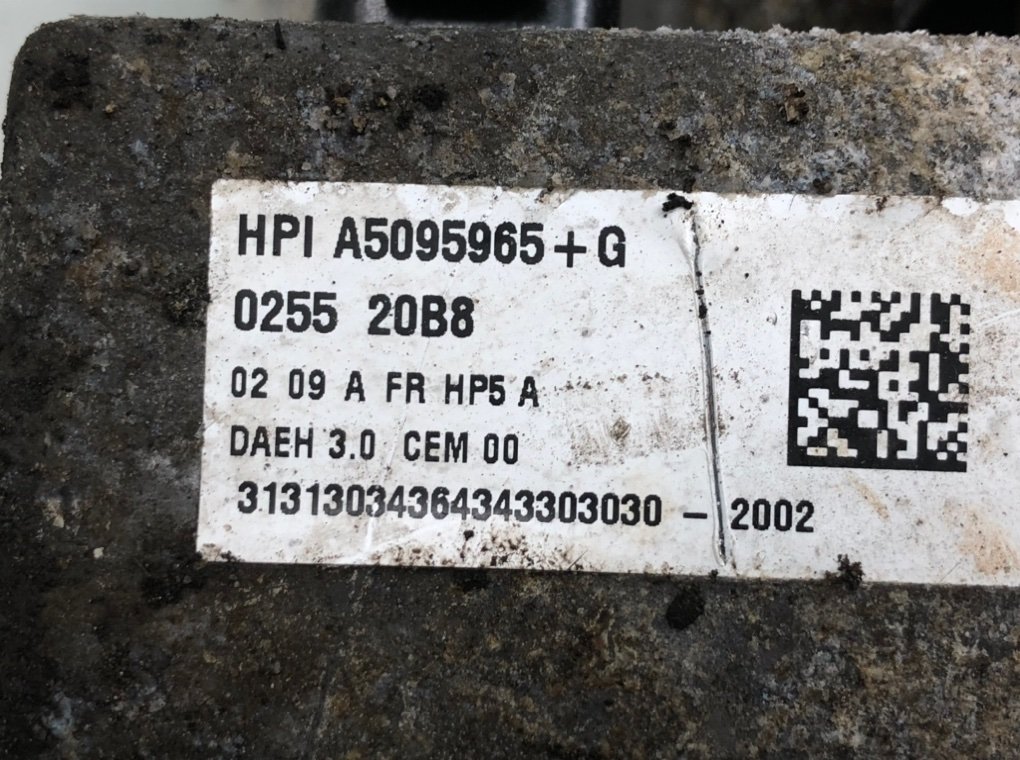 HPI A5095965+G
0255 20B8
02 09 A FR HP5 A
DAEH 3.0 CEM 00
31313034364343303030 - 2002